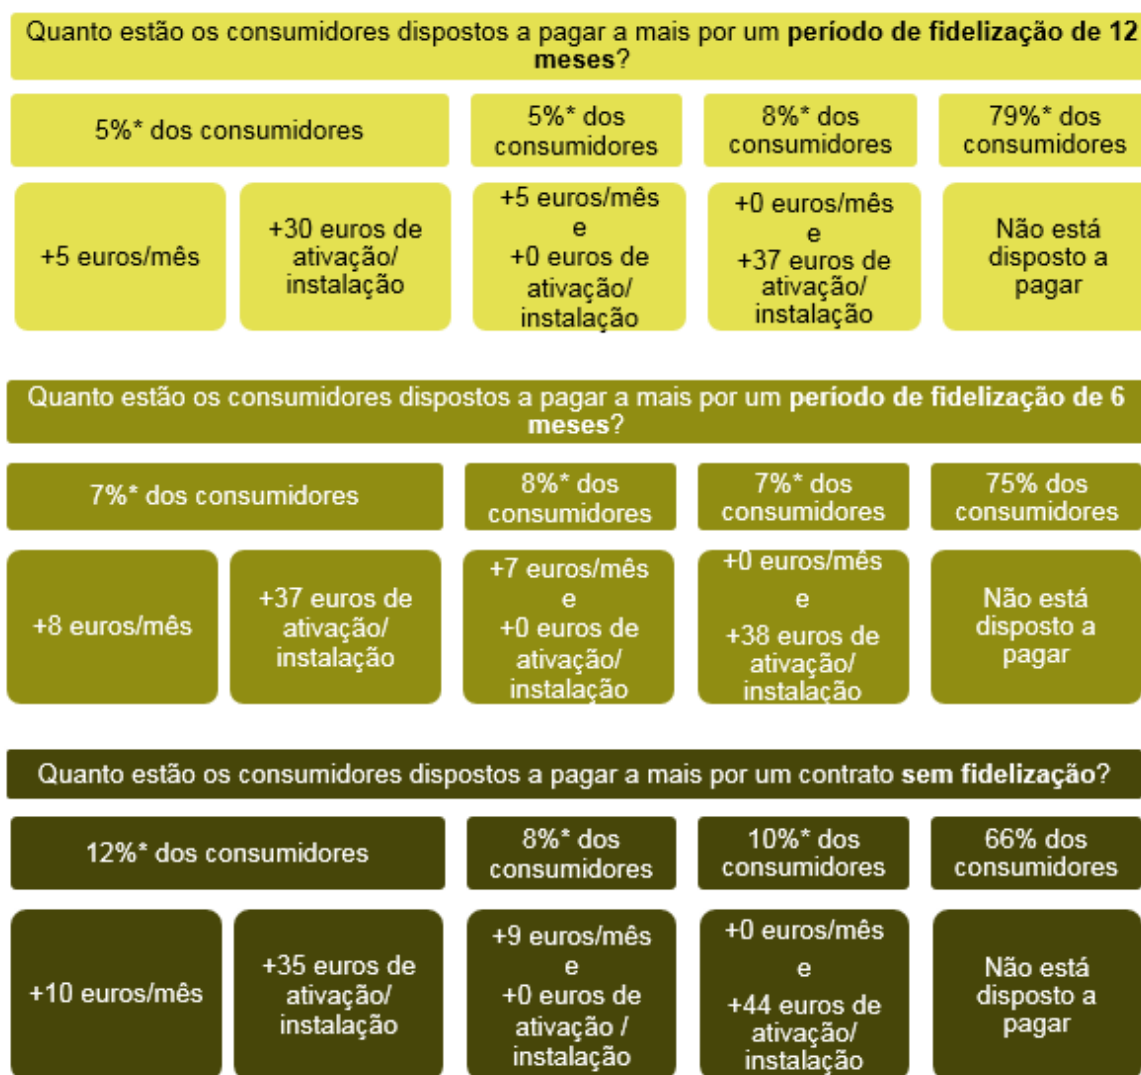 Quanto estão os consumidores dispostos a pagar a mais por um período de fidelização de 12
meses?
5%* dos consumidores
5%* dos
consumidores
8%* dos
consumidores
79%* dos
consumidores
+5 euros/mês
+30 euros de
ativação/
instalação
+5 euros/mês
e
+0 euros de
ativação/
instalação
+0 euros/mês
e
+37 euros de
ativação/
instalação
Não está
disposto a
pagar
Quanto estão os consumidores dispostos a pagar a mais por um período de fidelização de 6
meses?
7%* dos consumidores
8%* dos
consumidores
7%* dos
consumidores
75% dos
consumidores
+8 euros/mês
+37 euros de
ativação/
instalação
+7 euros/mês
e
+0 euros de
ativação/
instalação
+0 euros/mês
e
+38 euros de
ativação/
instalação
Não está
disposto a
pagar
Quanto estão os consumidores dispostos a pagar a mais por um contrato sem fidelização?
12%* dos consumidores
8%* dos
consumidores
10%* dos
consumidores
66% dos
consumidores
+10 euros/mês
+35 euros de
ativação/
instalação
+9 euros/mês
e
+0 euros de
ativação /
instalação
+0 euros/mês
e
+44 euros de
ativação/
instalação
Não está
disposto a
pagar